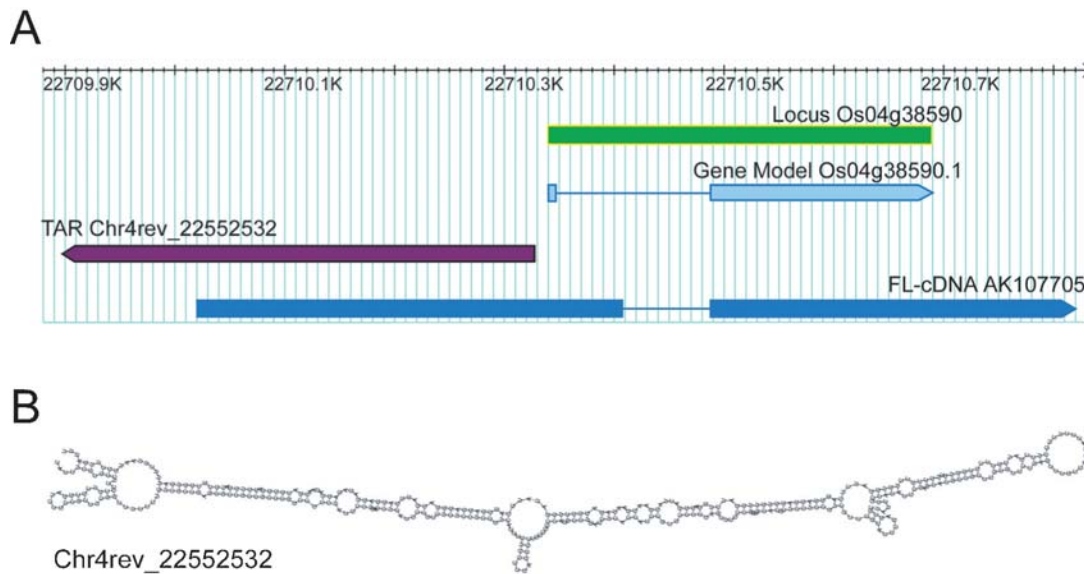 A
22709.9K 22710.1K 22710.3K 22710.5K 22710.7K
Locus Os04g38590
Gene Model Os04g38590.1
TAR Chr4rev_22552532
FL-cDNA AK107705
B
Chr4rev_22552532